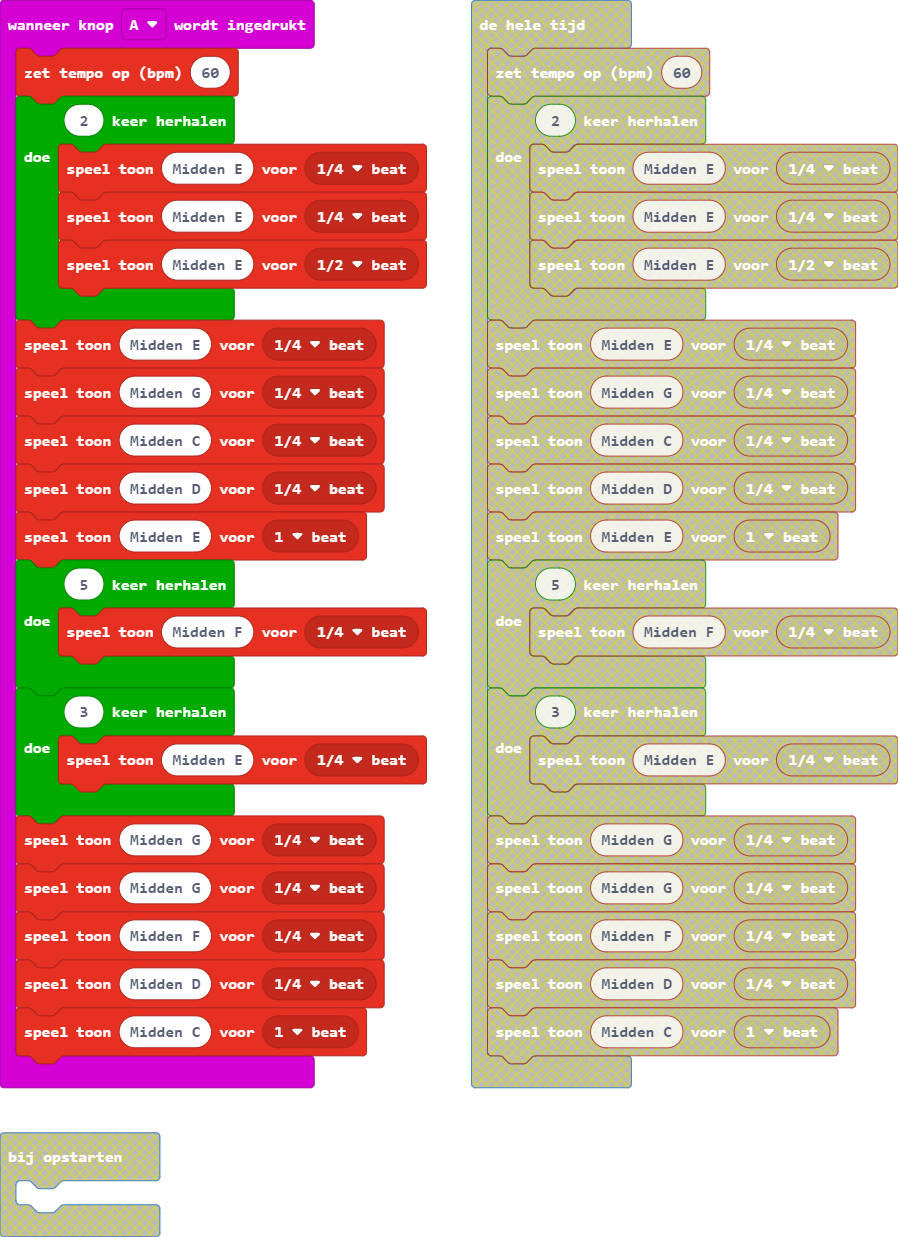 wanneer knop A wordt ingedrukt
zet tempo op (bpm) 60
2 keer herhalen
doe
speel toon Midden E voor 1/4 beat
speel toon Midden E voor 1/4 beat
speel toon Midden E voor 1/2 beat
speel toon Midden E voor 1/4 beat
speel toon Midden G voor 1/4 beat
speel toon Midden C voor 1/4 beat
speel toon Midden D voor 1/4 beat
speel toon Midden E voor 1 beat
5 keer herhalen
doe
speel toon Midden F voor 1/4 beat
3 keer herhalen
doe
speel toon Midden E voor 1/4 beat
speel toon Midden G voor 1/4 beat
speel toon Midden G voor 1/4 beat
speel toon Midden F voor 1/4 beat
speel toon Midden D voor 1/4 beat
speel toon Midden C voor 1 beat
de hele tijd
zet tempo op (bpm) 60
2 keer herhalen
doe
speel toon Midden E voor 1/4 beat
speel toon Midden E voor 1/4 beat
speel toon Midden E voor 1/2 beat
speel toon Midden E voor 1/4 beat
speel toon Midden G voor 1/4 beat
speel toon Midden C voor 1/4 beat
speel toon Midden D voor 1/4 beat
speel toon Midden E voor 1 beat
5 keer herhalen
doe
speel toon Midden F voor 1/4 beat
3 keer herhalen
doe
speel toon Midden E voor 1/4 beat
speel toon Midden G voor 1/4 beat
speel toon Midden G voor 1/4 beat
speel toon Midden F voor 1/4 beat
speel toon Midden D voor 1/4 beat
speel toon Midden C voor 1 beat
bij opstarten